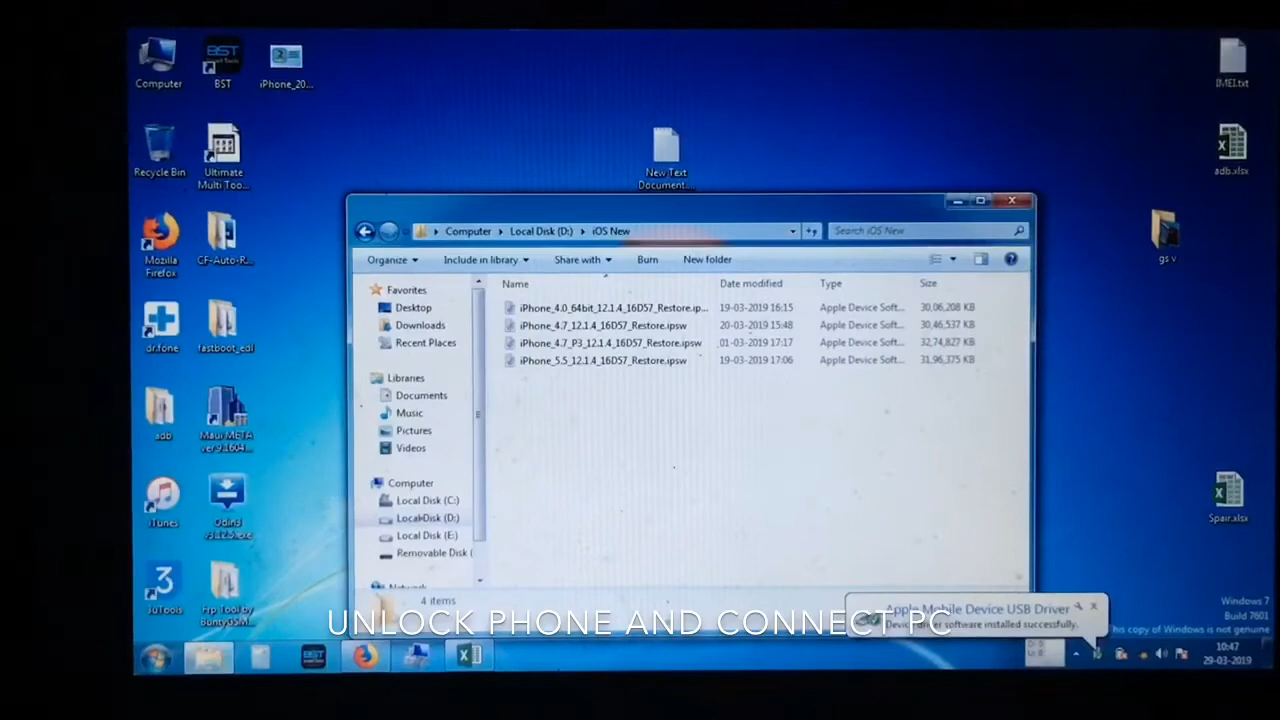 Computer
BST
iPhone_20...
IMEI.txt
Recycle Bin
Ultimate
Multi Too...
New Text
Document....
adb.xlsx
Mozilla
Firefox
CF-Auto-R...
gs v
Computer
Local Disk (D:)
iOS New
Search iOS New
Organize
Include in library
Share with
Burn
New folder
Favorites
Desktop
Downloads
Recent Places
Libraries
Documents
Music
Pictures
Videos
Computer
Local Disk (C:)
Local Disk (D:)
Local Disk (E:)
Removable Disk (
Network
Name Date modified Type Size
iPhone_4.0_64bit_12.1.4_16D57_Restore.ip... 19-03-2019 16:15 Apple Device Soft... 30,06,208 KB
iPhone_4.7_12.1.4_16D57_Restore.ipsw 20-03-2019 15:48 Apple Device Soft... 30,46,537 KB
iPhone_4.7_P3_12.1.4_16D57_Restore.ipsw 01-03-2019 17:17 Apple Device Soft... 32,74,827 KB
iPhone_5.5_12.1.4_16D57_Restore.ipsw 19-03-2019 17:06 Apple Device Soft... 31,96,375 KB
dr.fone
fastboot_edl
adb
Maui META
iTunes
Odin3
v3.12.5.exe
Spair.xlsx
3uTools
Frp Tool by
BuntyGSM...
4 items
UNLOCK PHONE AND CONNECT PC
Apple Mobile Device USB Driver
Device driver software installed successfully.
Windows 7
Build 7601
This copy of Windows is not genuine
BST
10:47
29-03-2019